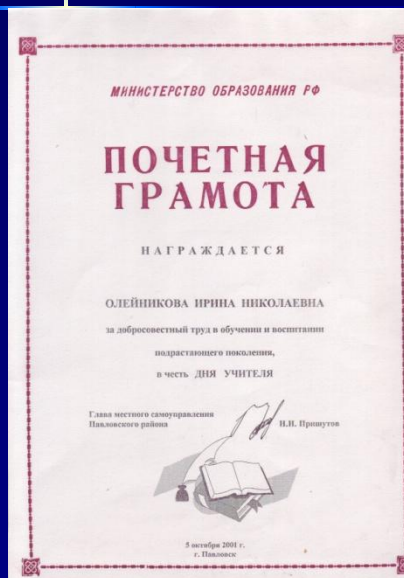 МИНИСТЕРСТВО ОБРАЗОВАНИЯ РФ
ПОЧЕТНАЯ
ГРАМОТА
НАГРАЖДАЕТСЯ
ОЛЕЙНИКОВА ИРИНА НИКОЛАЕВНА
за добросовестный труд в обучении и воспитании
подрастающего поколения,
в честь ДНЯ УЧИТЕЛЯ
Глава местного самоуправления
Павловского района
Н.И. Пришутов
5 октября 2001 г.
г. Павловск